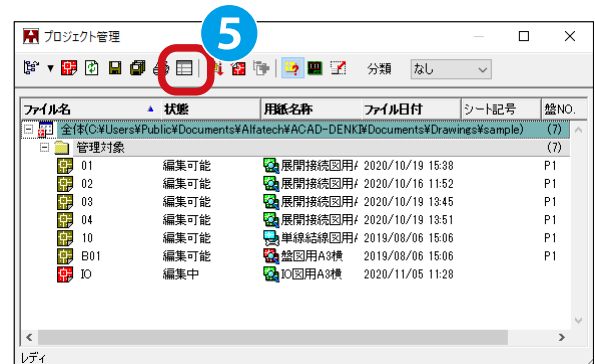 プロジェクト管理
5
分類 なし
ファイル名 状態 用紙名称 ファイル日付 シート記号 盤NO.
全体(C:¥Users¥Public¥Documents¥Alfatech¥ACAD-DENKI¥Documents¥Drawings¥sample) (7)
管理対象 (7)
01 編集可能 展開接続図用A 2020/10/19 15:38 P1
02 編集可能 展開接続図用A 2020/10/16 11:52 P1
03 編集可能 展開接続図用A 2020/10/19 13:45 P1
04 編集可能 展開接続図用A 2020/10/19 13:51 P1
10 編集可能 単線結線図用A 2019/08/06 15:06 P1
B01 編集可能 盤図用A3横 2019/08/06 15:06 P1
IO 編集中 IO図用A3横 2020/11/05 11:28
レディ